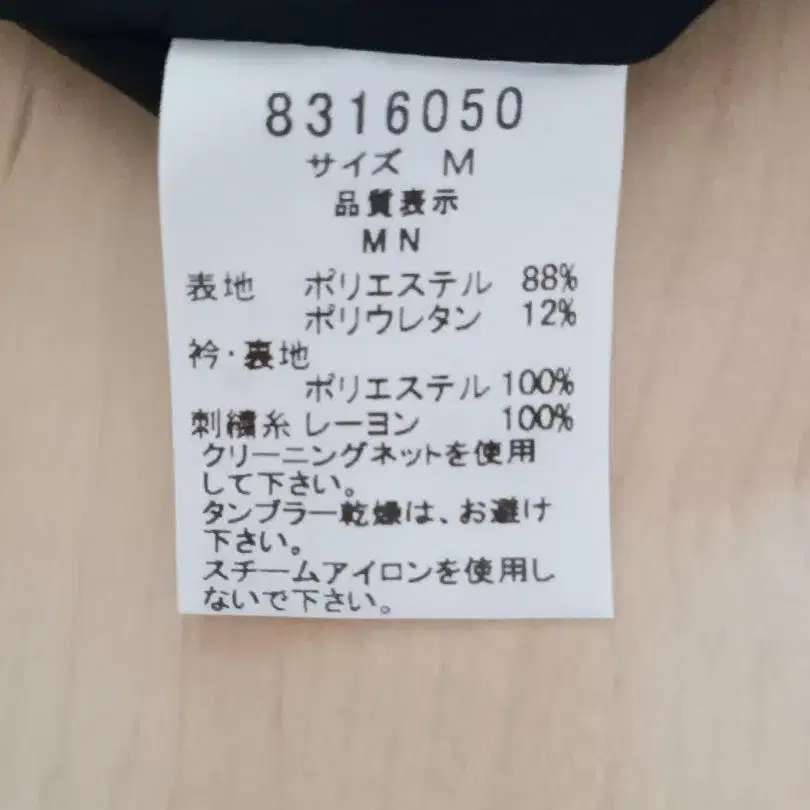 8316050
サイズ M
品質表示
MN
表地 ポリエステル 88%
ポリウレタン 12%
衿・裏地
ポリエステル 100%
刺繍糸 レーヨン 100%
クリーニングネットを使用
して下さい。
タンブラー乾燥は、お避け
下さい。
スチームアイロンを使用し
ないで下さい。